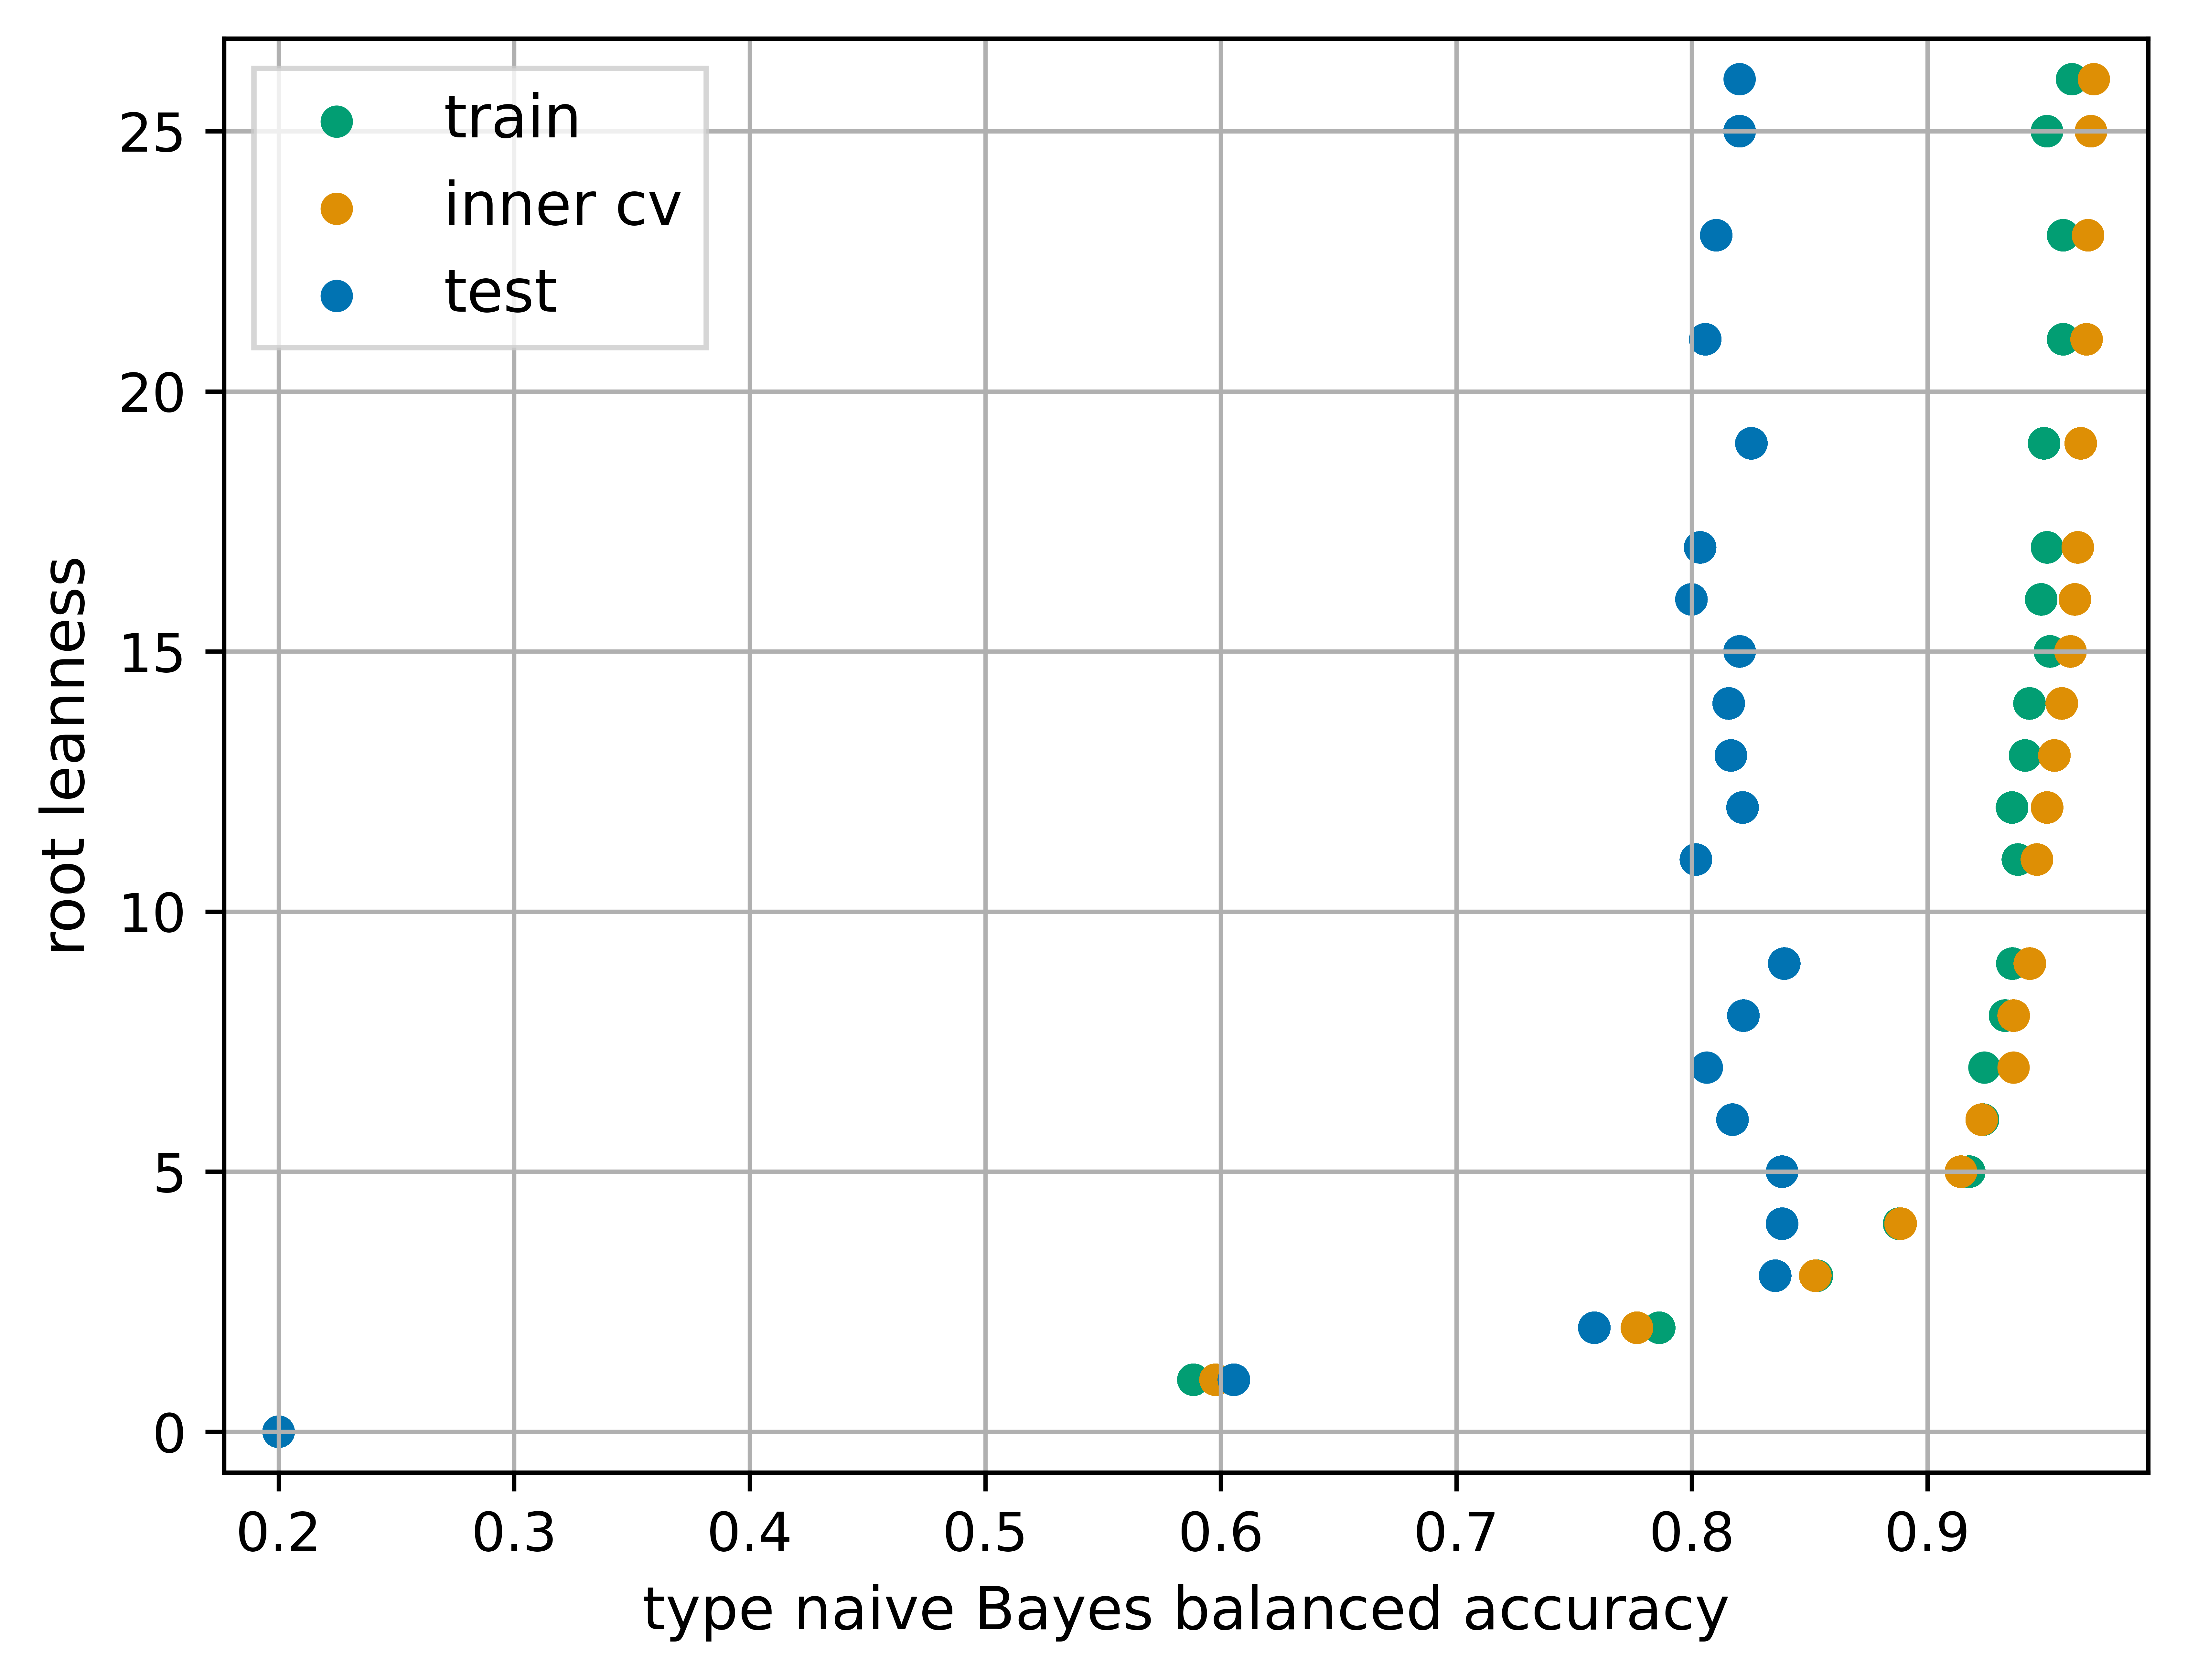 train
inner cv
test
25
20
15
10
5
0
root leanness
0.2 0.3 0.4 0.5 0.6 0.7 0.8 0.9
type naive Bayes balanced accuracy